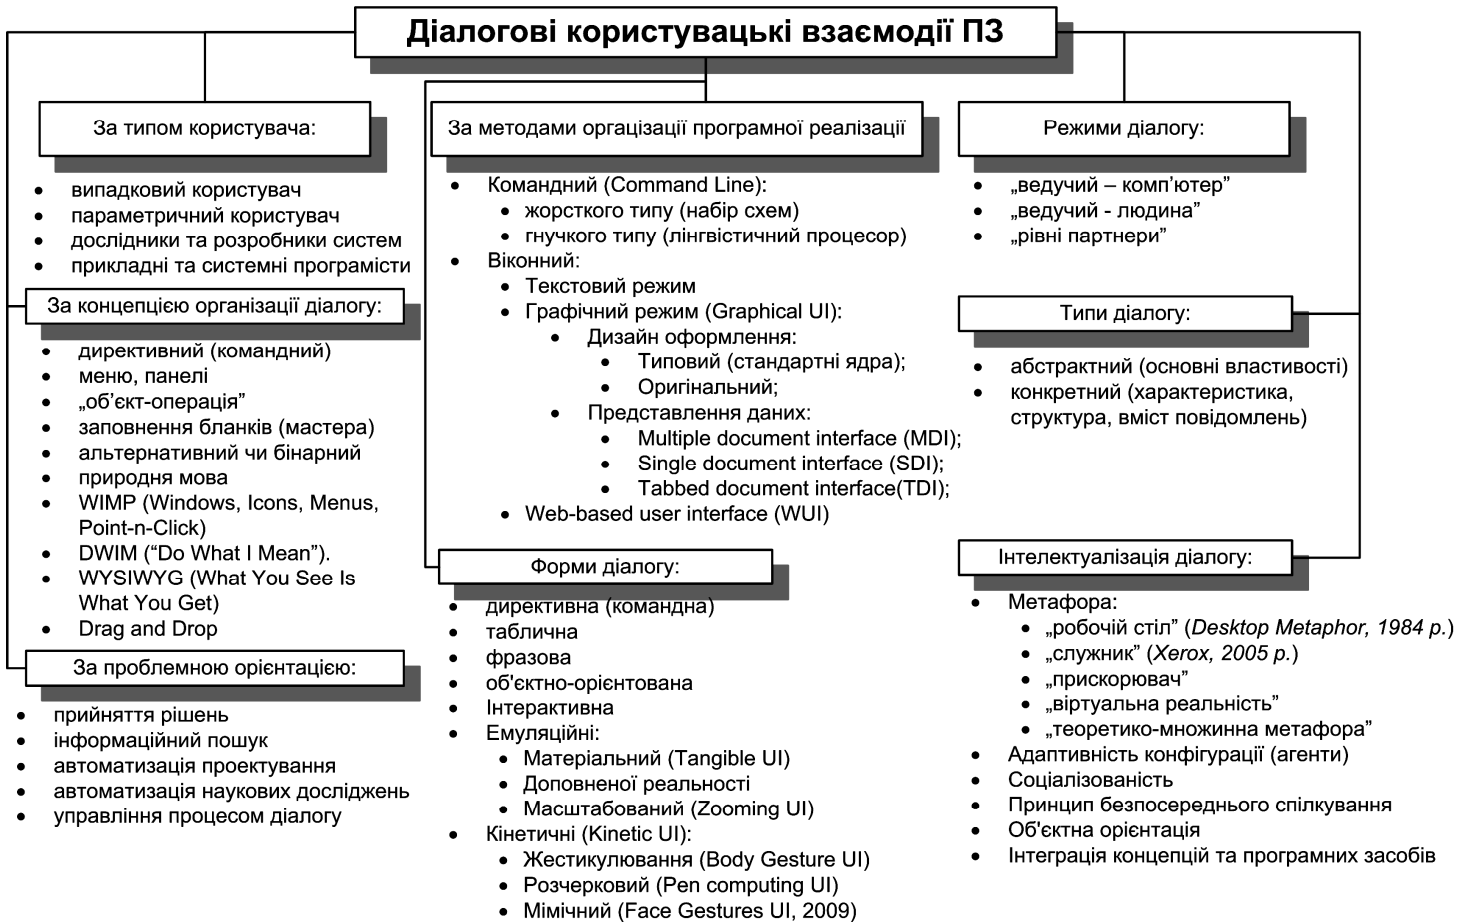 Діалогові користувацькі взаємодії ПЗ
За типом користувача:
• випадковий користувач
• параметричний користувач
• дослідники та розробники систем
• прикладні та системні програмісти
За концепцією організації діалогу:
• директивний (командний)
• меню, панелі
• „об’єкт-операція”
• заповнення бланків (мастера)
• альтернативний чи бінарний
• природня мова
• WIMP (Windows, Icons, Menus,
Point-n-Click)
• DWIM (“Do What I Mean”).
• WYSIWYG (What You See Is
What You Get)
• Drag and Drop
За проблемною орієнтацією:
• прийняття рішень
• інформаційний пошук
• автоматизація проектування
• автоматизація наукових досліджень
• управління процесом діалогу
За методами оргацізації програмної реалізації
• Командний (Command Line):
• жорсткого типу (набір схем)
• гнучкого типу (лінгвістичний процесор)
• Віконний:
• Текстовий режим
• Графічний режим (Graphical UI):
• Дизайн оформлення:
• Типовий (стандартні ядра);
• Оригінальний;
• Представлення даних:
• Multiple document interface (MDI);
• Single document interface (SDI);
• Tabbed document interface(TDI);
• Web-based user interface (WUI)
Форми діалогу:
• директивна (командна)
• таблична
• фразова
• об'єктно-орієнтована
• Інтерактивна
• Емуляційні:
• Матеріальний (Tangible UI)
• Доповненої реальності
• Масштабований (Zooming UI)
• Кінетичні (Kinetic UI):
• Жестикулювання (Body Gesture UI)
• Розчерковий (Pen computing UI)
• Мімічний (Face Gestures UI, 2009)
Режими діалогу:
• „ведучий – комп’ютер”
• „ведучий - людина”
• „рівні партнери”
Типи діалогу:
• абстрактний (основні властивості)
• конкретний (характеристика,
структура, вміст повідомлень)
Інтелектуалізація діалогу:
• Метафора:
• „робочій стіл” (Desktop Metaphor, 1984 р.)
• „служник” (Xerox, 2005 р.)
• „прискорювач”
• „віртуальна реальність”
• „теоретико-множинна метафора”
• Адаптивність конфігурації (агенти)
• Соціалізованість
• Принцип безпосереднього спілкування
• Об'єктна орієнтація
• Інтеграція концепцій та програмних засобів